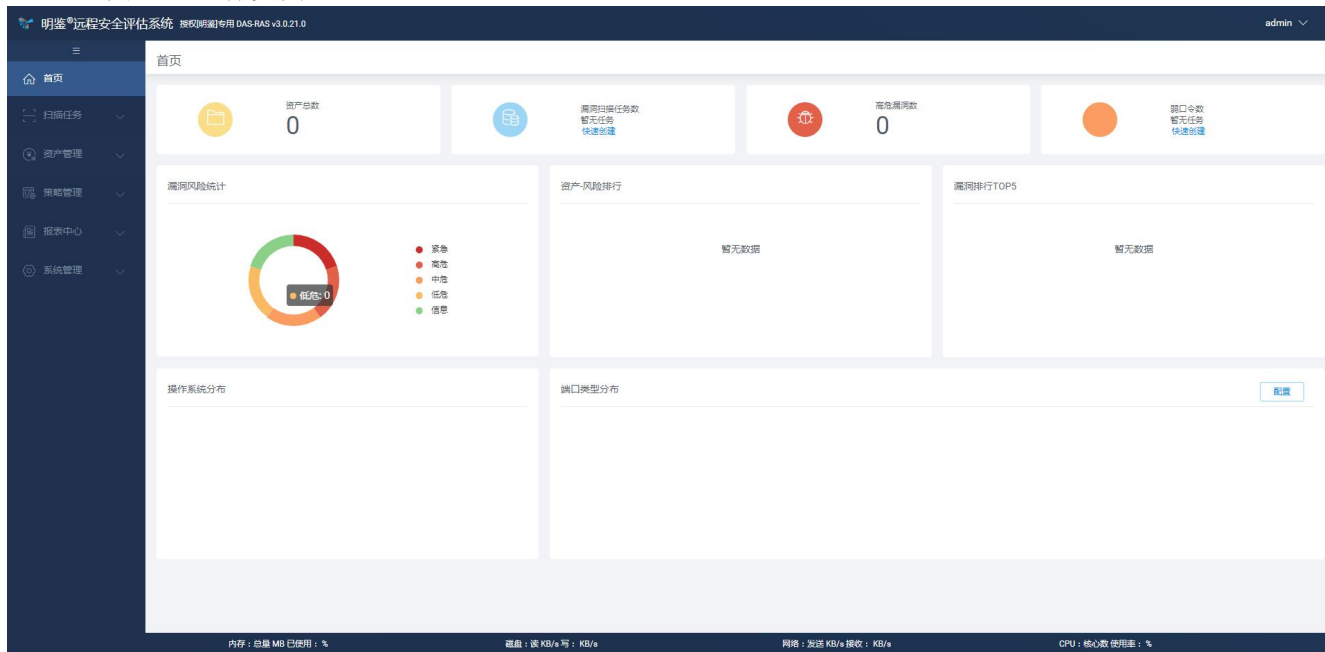 明鉴®远程安全评估系统 授权[明鉴]专用 DAS-RAS v3.0.21.0
admin
首页
首页
扫描任务
资产管理
策略管理
报表中心
系统管理
资产总数
0
漏洞扫描任务数
暂无任务
快速创建
高危漏洞数
0
弱口令数
暂无任务
快速创建
漏洞风险统计
低危: 0
紧急
高危
中危
低危
信息
资产-风险排行
暂无数据
漏洞排行TOP5
暂无数据
操作系统分布
端口类型分布
配置
内存：总量 MB 已使用： %
磁盘：读 KB/s 写： KB/s
网络：发送 KB/s 接收： KB/s
CPU：核心数 使用率： %